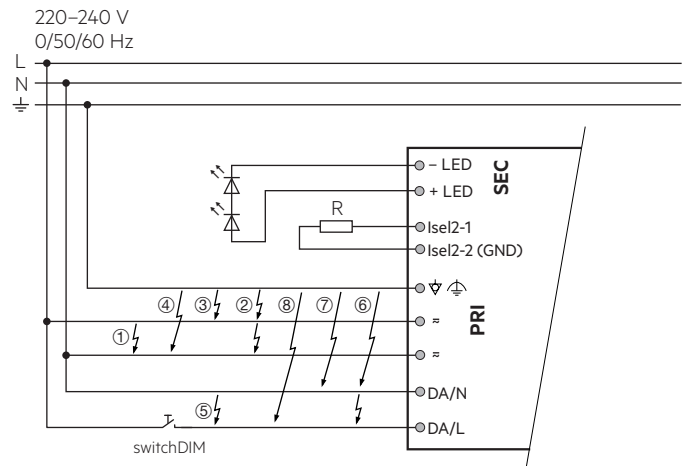 220–240 V
0/50/60 Hz
L
N
– LED
+ LED
SEC
R
Isel2-1
Isel2-2 (GND)
④ ③ ② ⑧ ⑦ ⑥
①
≈
PRI
≈
⑤
DA/N
DA/L
switchDIM